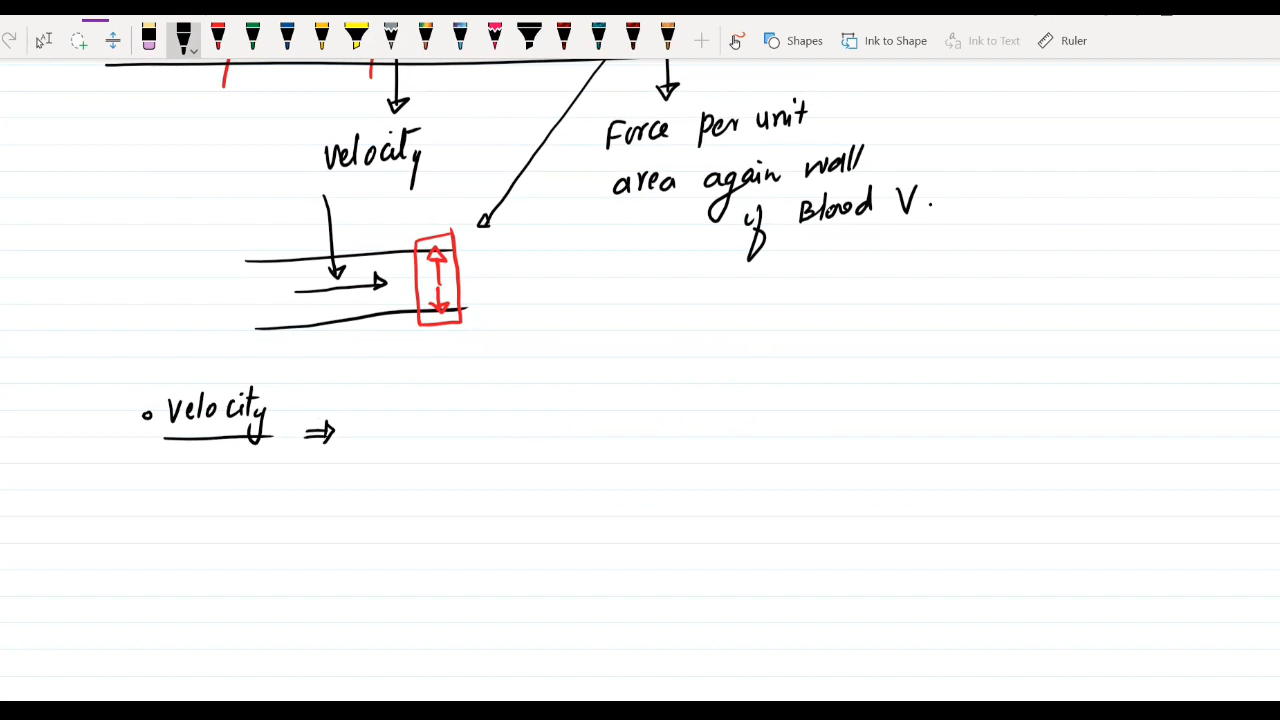 Shapes
Ink to Shape
Ink to Text
Ruler
velocity
Force per unit
area again wall
of Blood V.
velocity ⇒